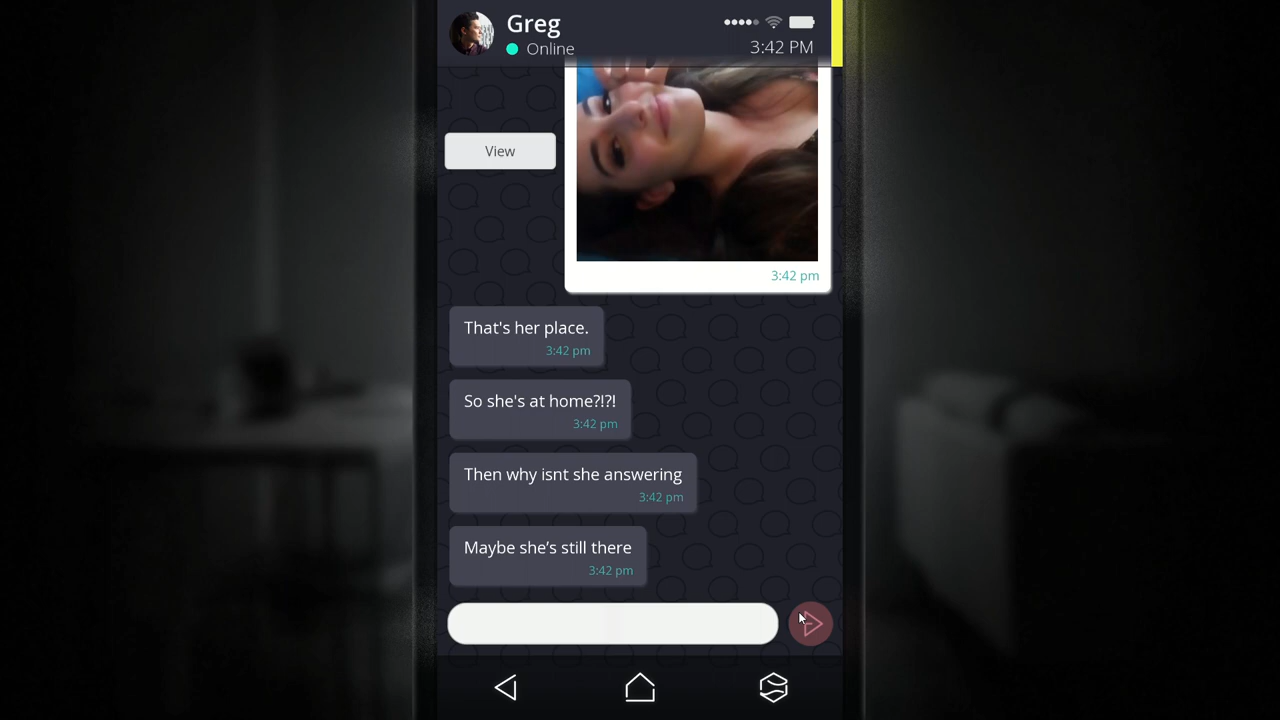 Greg
Online
3:42 PM
View
3:42 pm
That's her place.
3:42 pm
So she's at home?!?!
3:42 pm
Then why isnt she answering
3:42 pm
Maybe she’s still there
3:42 pm